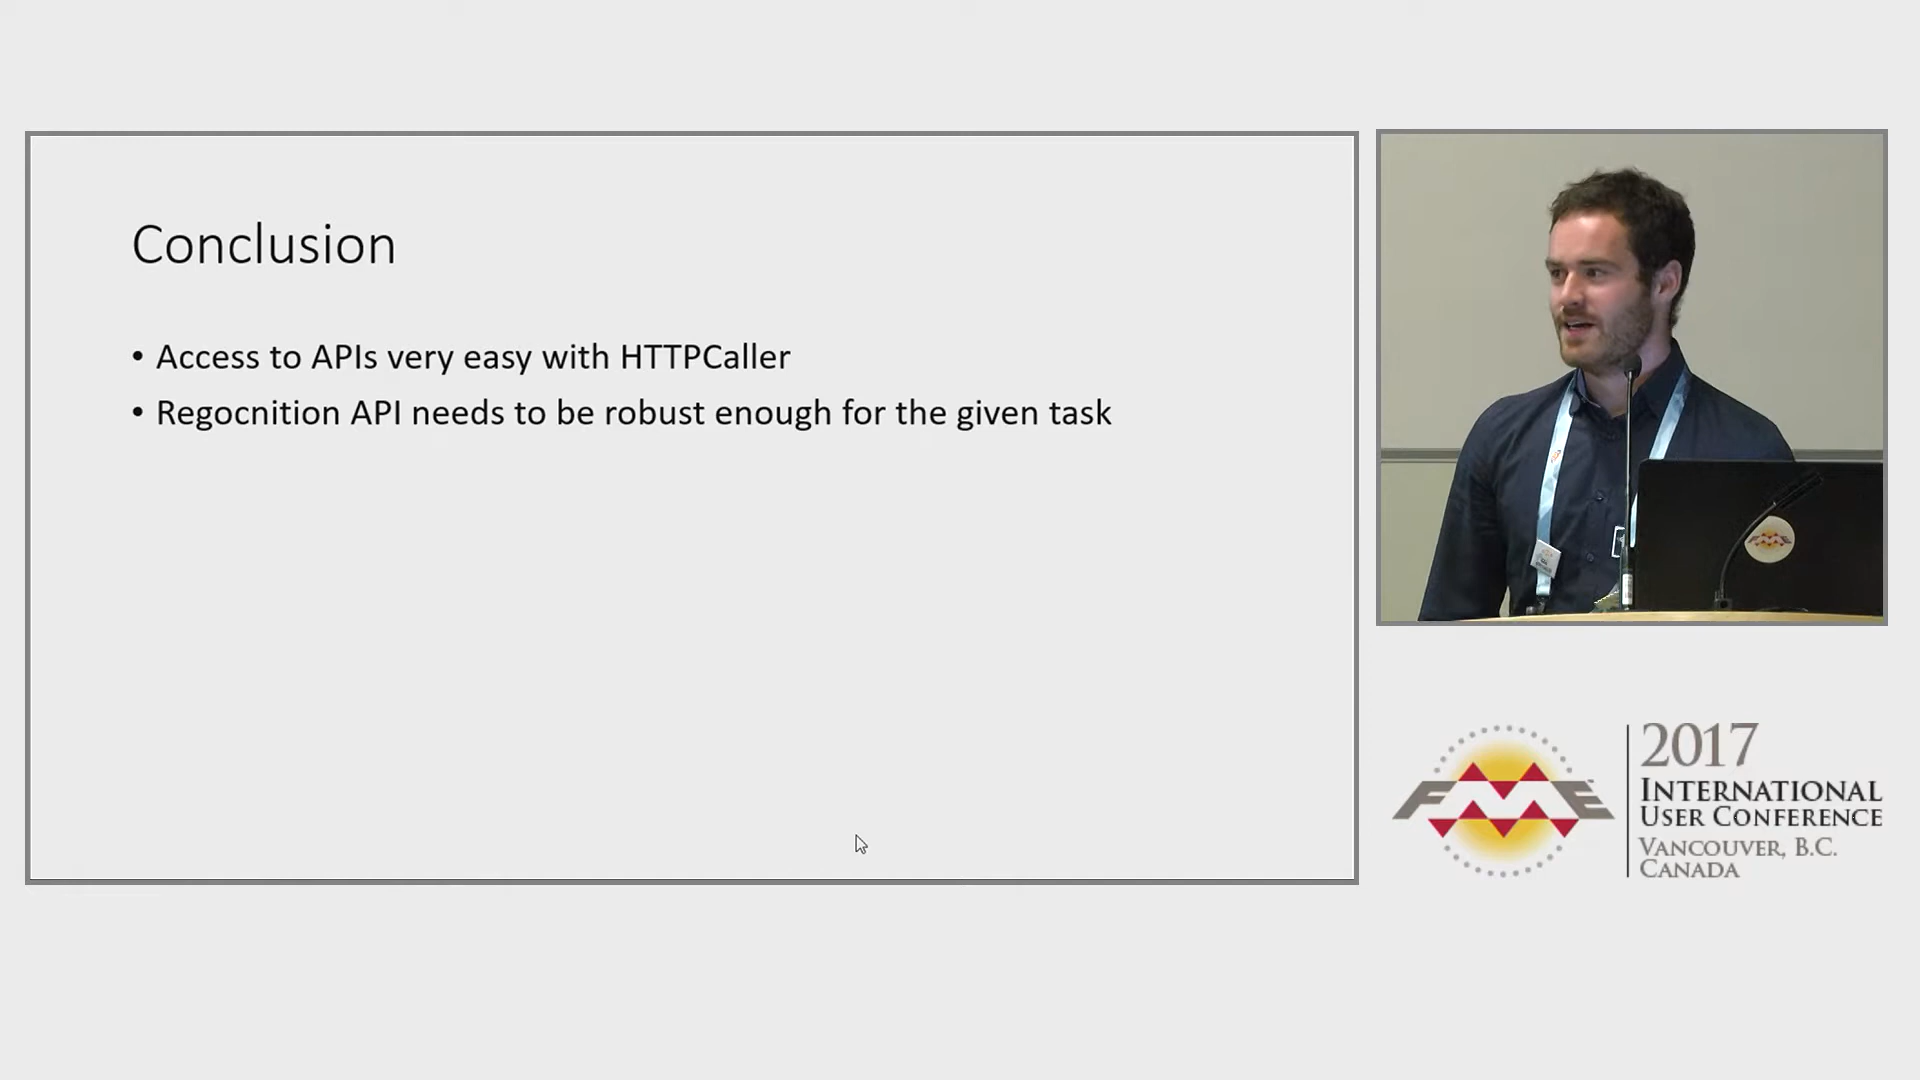 Conclusion
• Access to APIs very easy with HTTPCaller
• Regocnition API needs to be robust enough for the given task
FME
2017
INTERNATIONAL
USER CONFERENCE
VANCOUVER, B.C.
CANADA